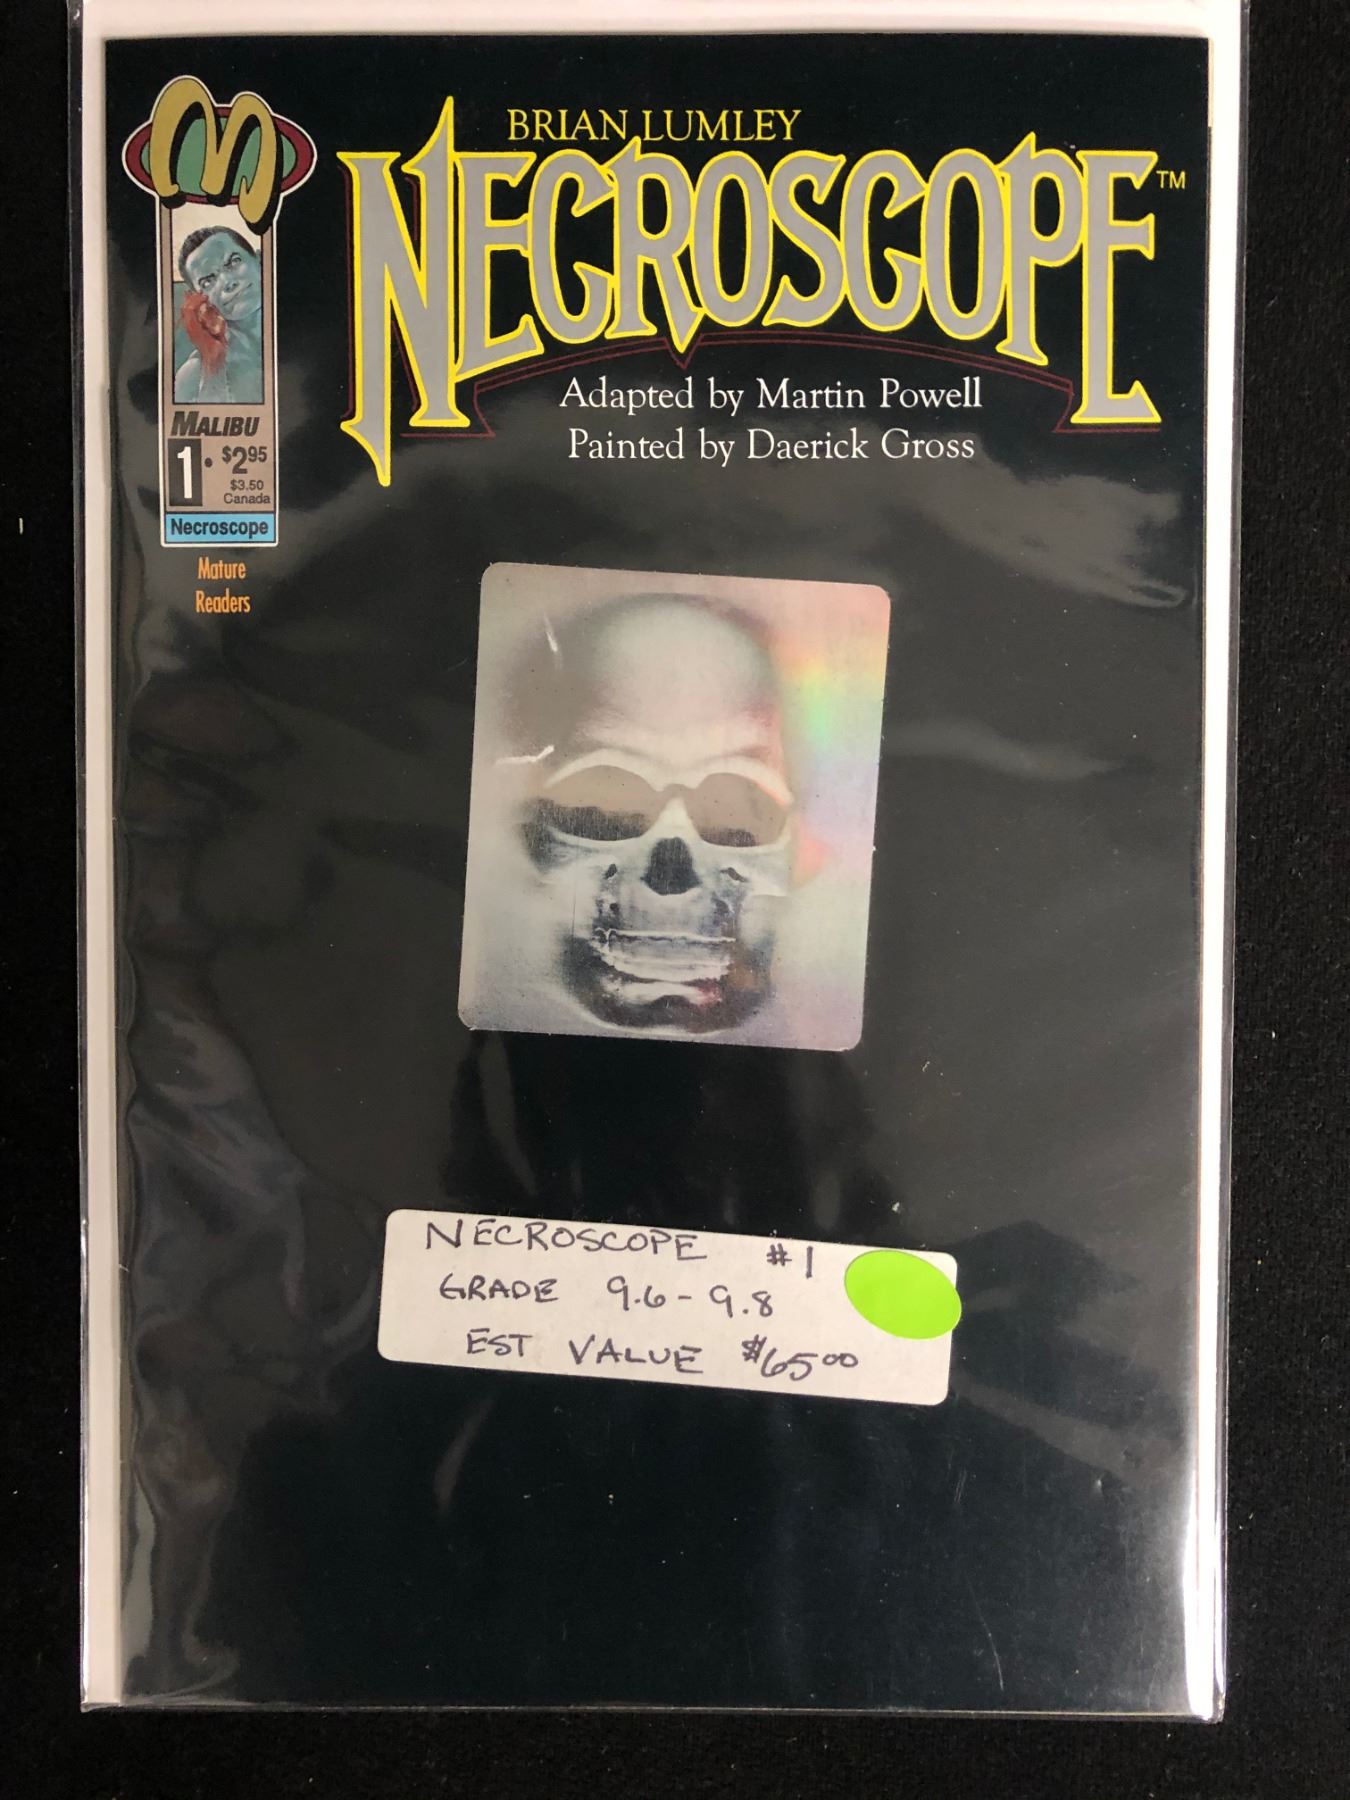 BRIAN LUMLEY
NECROSCOPE™
Adapted by Martin Powell
Painted by Daerick Gross
MALIBU
1 • $2.95
$3.50
Canada
Necroscope
Mature
Readers
NECROSCOPE #1
GRADE 9.6 - 9.8
EST VALUE $65.00